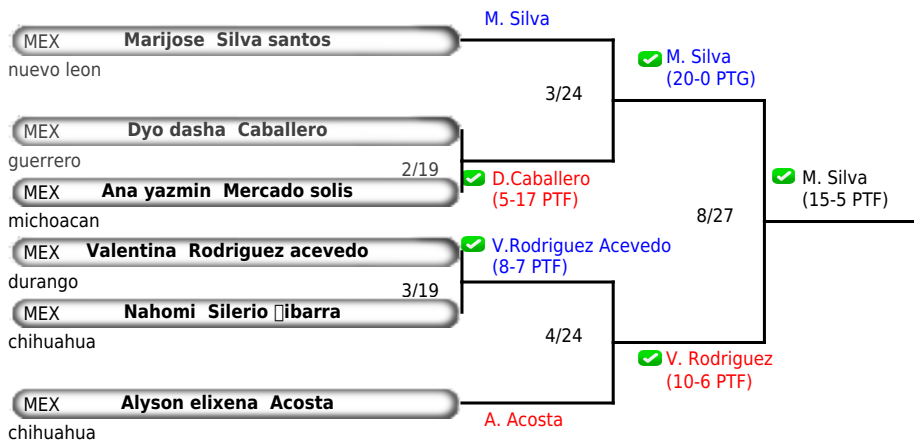 M. Silva
MEX Marijose Silva santos
nuevo leon
M. Silva
(20-0 PTG)
3/24
MEX Dyo dasha Caballero
guerrero
2/19
D.Caballero
(5-17 PTF)
MEX Ana yazmin Mercado solis
michoacan
M. Silva
(15-5 PTF)
8/27
MEX Valentina Rodriguez acevedo
durango
V.Rodriguez Acevedo
(8-7 PTF)
3/19
MEX Nahomi Silerio ▯ibarra
chihuahua
4/24
V. Rodriguez
(10-6 PTF)
MEX Alyson elixena Acosta
chihuahua
A. Acosta